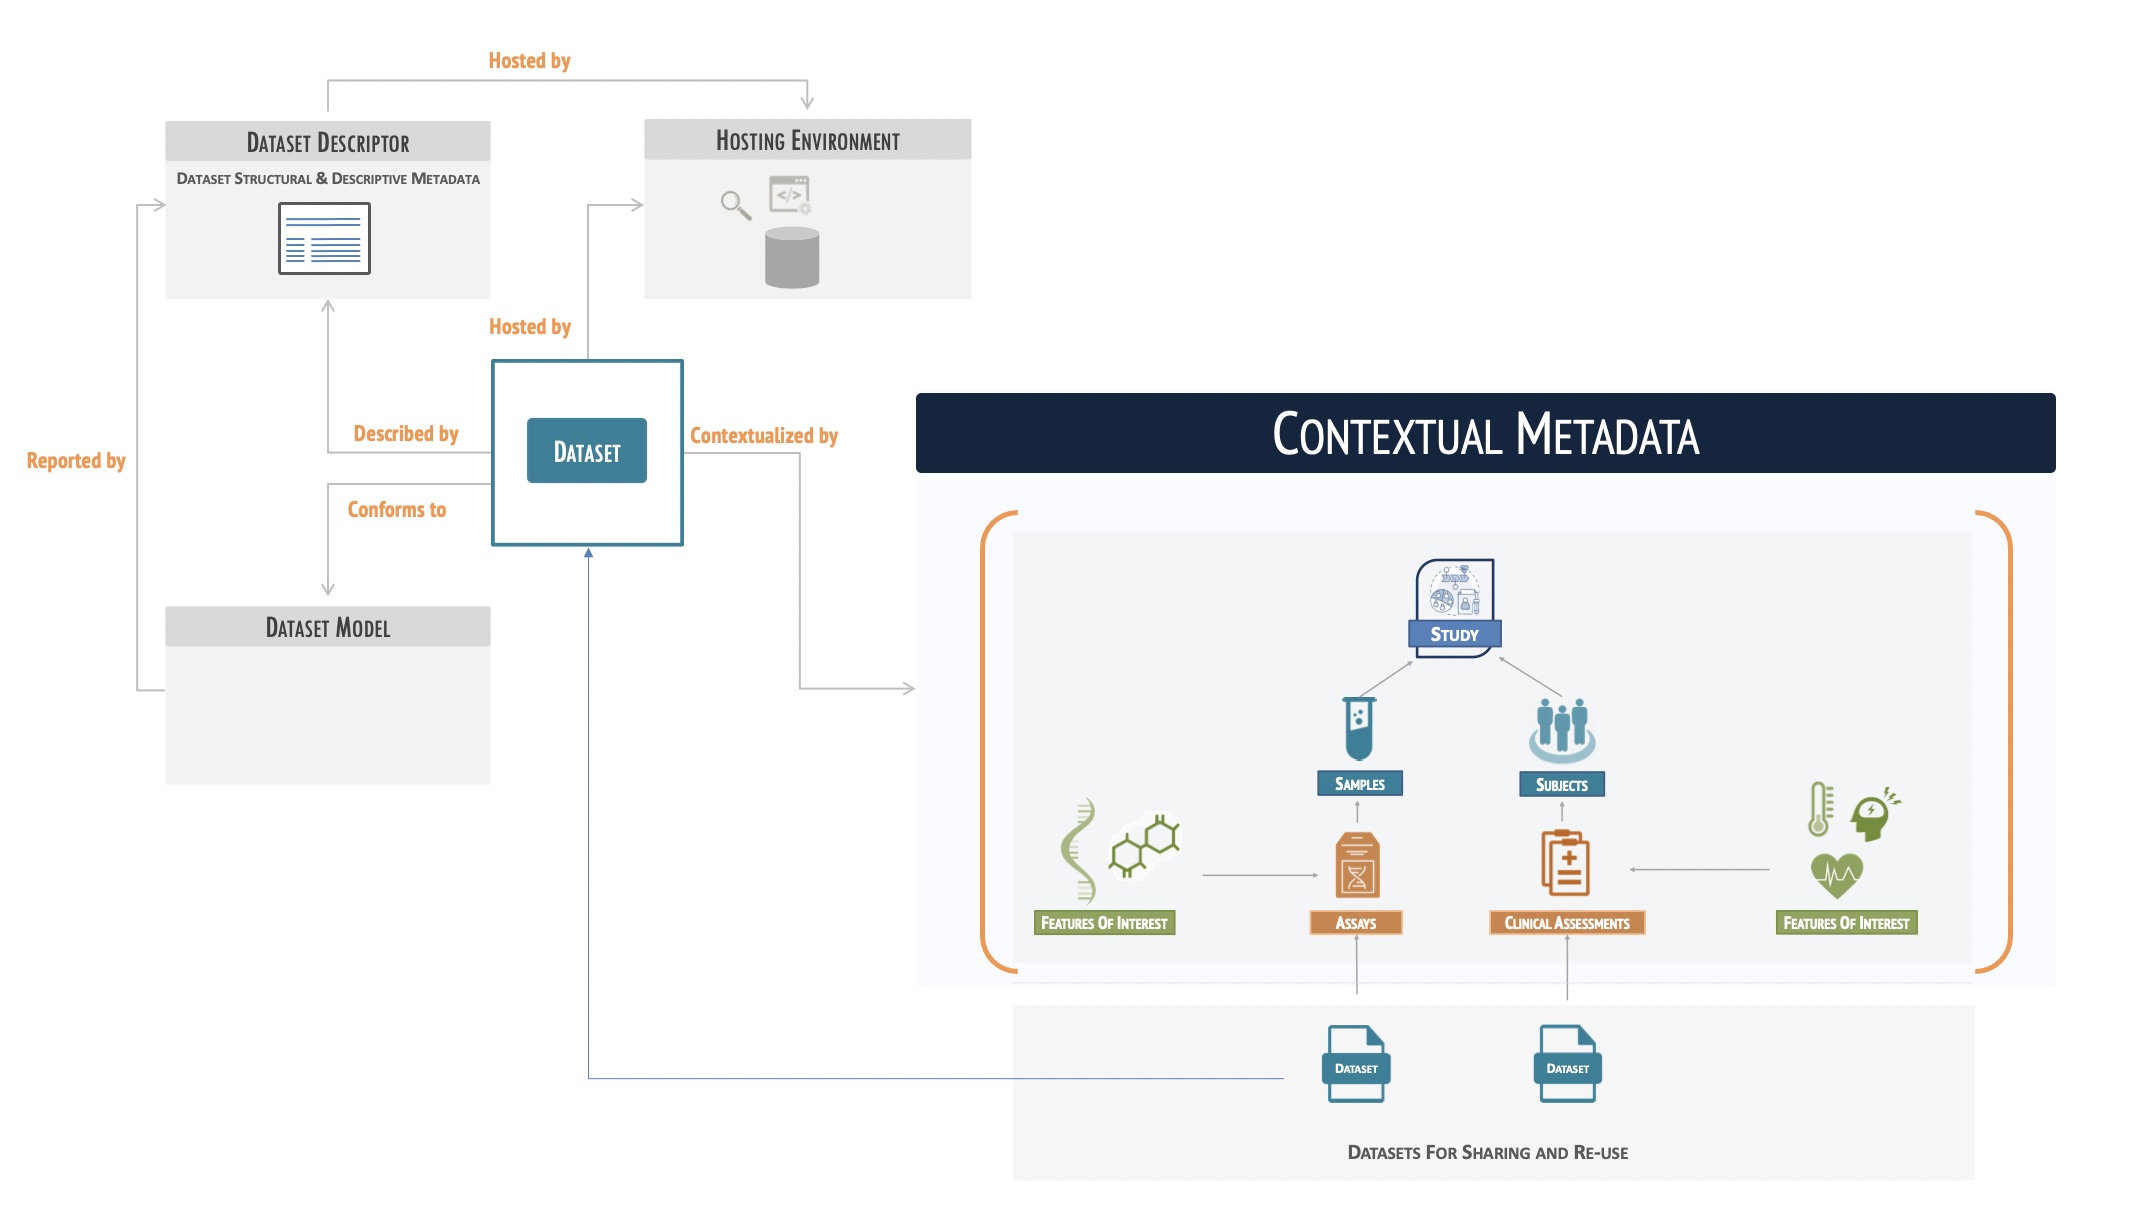 Hosted by
Dataset Descriptor
Dataset Structural & Descriptive Metadata
Hosting Environment
Hosted by
Described by
Reported by
Conforms to
Dataset
Contextualized by
Dataset Model
Contextual Metadata
Study
Samples
Subjects
Features Of Interest
Assays
Clinical Assessments
Features Of Interest
Dataset
Dataset
Datasets For Sharing and Re-use